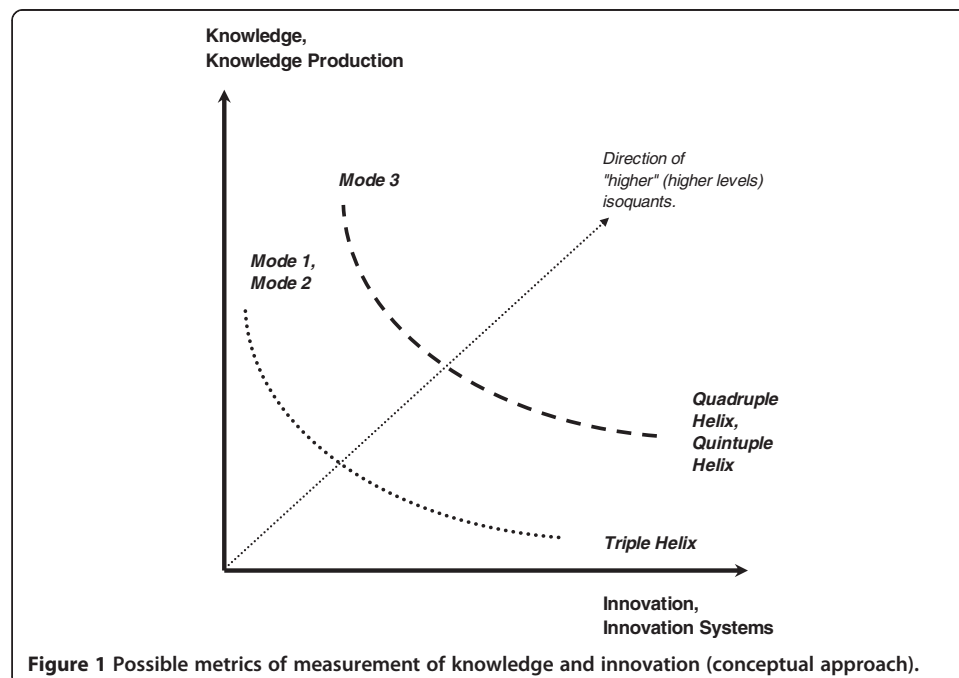 Knowledge,
Knowledge Production
Direction of
"higher" (higher levels)
isoquants.
Mode 3
Mode 1,
Mode 2
Quadruple
Helix,
Quintuple
Helix
Triple Helix
Innovation,
Innovation Systems
Figure 1 Possible metrics of measurement of knowledge and innovation (conceptual approach).